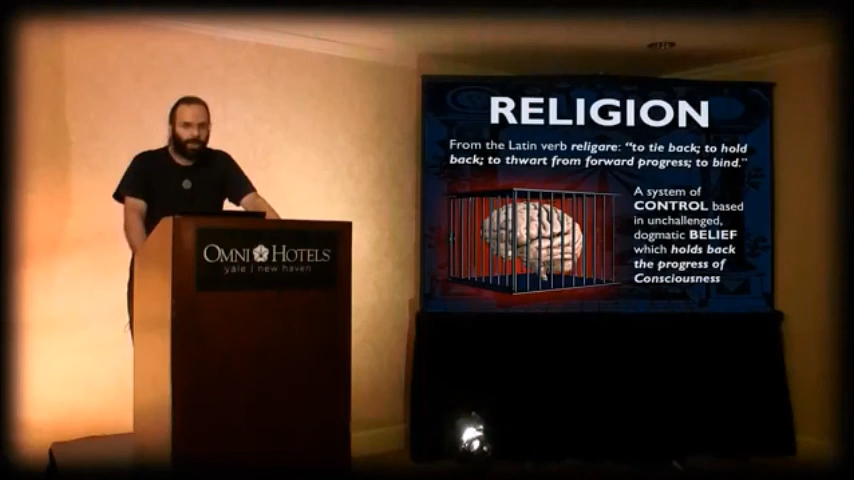 RELIGION
From the Latin verb religare: “to tie back; to hold
back; to thwart from forward progress; to bind.”
A system of
CONTROL based
in unchallenged,
dogmatic BELIEF
which holds back
the progress of
Consciousness
OMNI HOTELS
yale | new haven